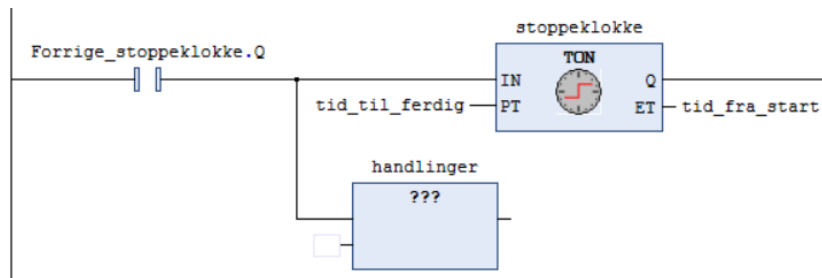 stoppeklokke
Forrige_stoppeklokke.Q
TON
IN
Q
tid_til_ferdig
PT
ET
tid_fra_start
handlinger
???